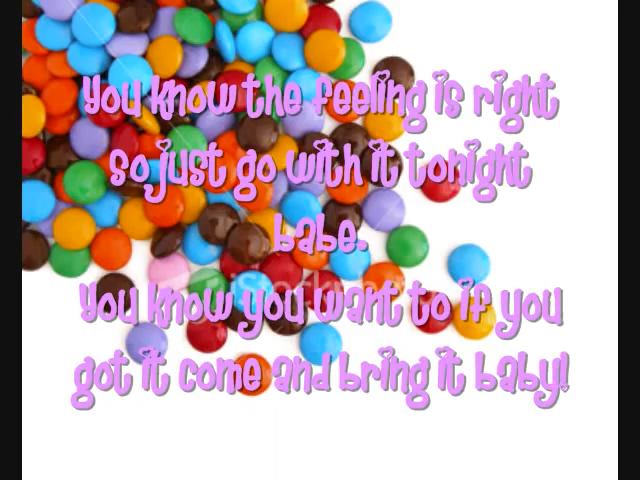 You know the feeling is right
So just go with it tonight
babe.
You know you want to if you
got it come and bring it baby!
iStock